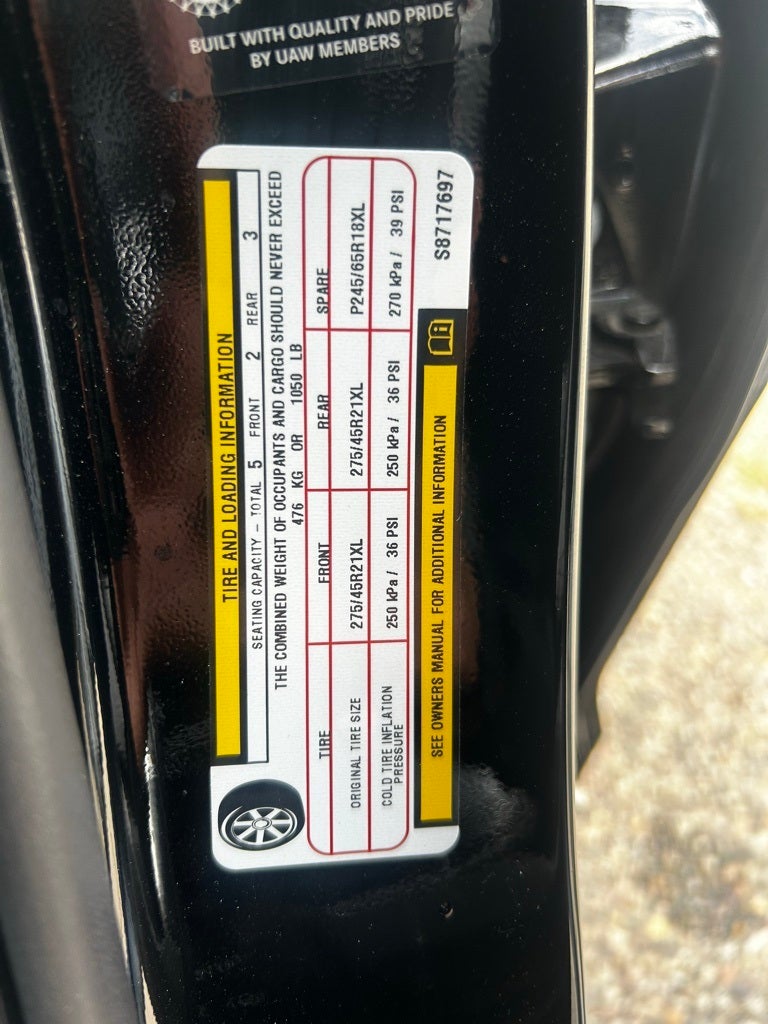 BUILT WITH QUALITY AND PRIDE
BY UAW MEMBERS
TIRE AND LOADING INFORMATION
SEATING CAPACITY – TOTAL 5 FRONT 2 REAR 3
THE COMBINED WEIGHT OF OCCUPANTS AND CARGO SHOULD NEVER EXCEED
476 KG OR 1050 LB
TIRE FRONT REAR SPARE
ORIGINAL TIRE SIZE 275/45R21XL 275/45R21XL P245/65R18XL
COLD TIRE INFLATION PRESSURE 250 kPa / 36 PSI 250 kPa / 36 PSI 270 kPa / 39 PSI
SEE OWNERS MANUAL FOR ADDITIONAL INFORMATION
S8717697